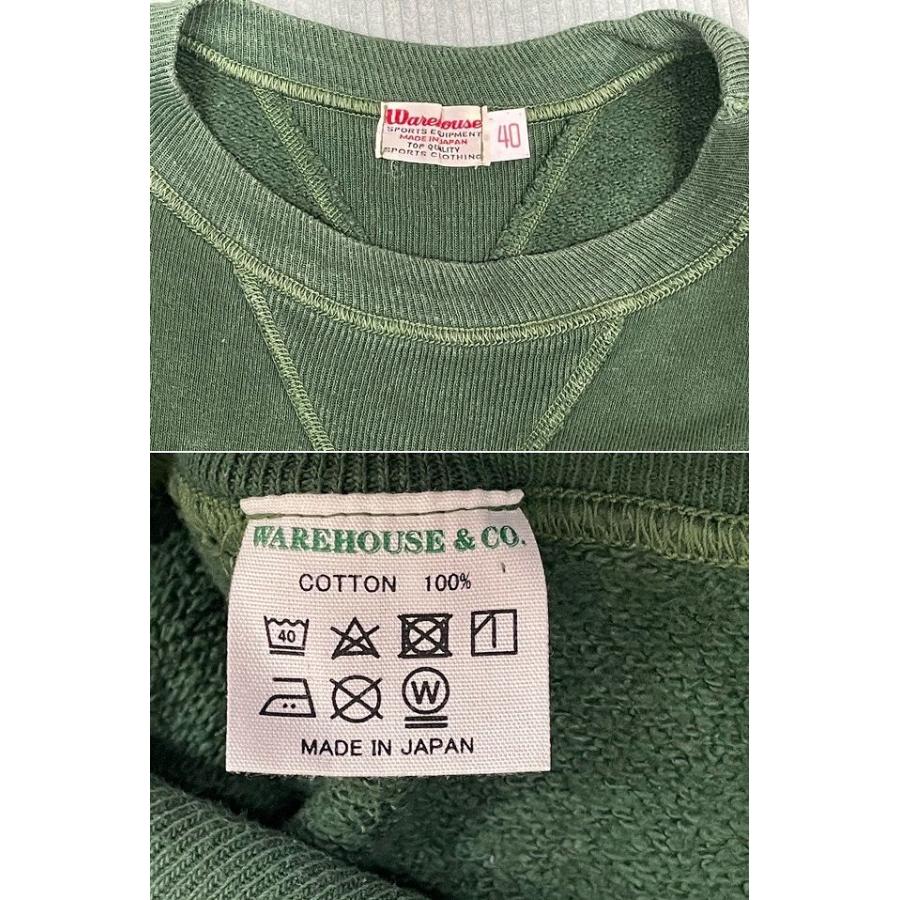 Warehouse
SPORTS EQUIPMENT
MADE IN JAPAN
TOP QUALITY
SPORTS CLOTHING
40
WAREHOUSE & CO.
COTTON 100%
40
W
MADE IN JAPAN